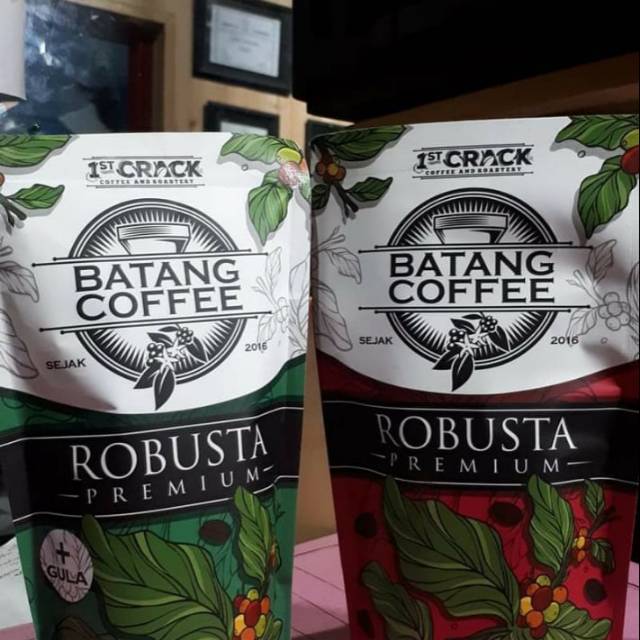 1ST CRACK
COFFEE AND ROASTERY
BATANG
COFFEE
SEJAK 2016
ROBUSTA
PREMIUM
+
GULA
1ST CRACK
COFFEE AND ROASTERY
BATANG
COFFEE
SEJAK 2016
ROBUSTA
PREMIUM